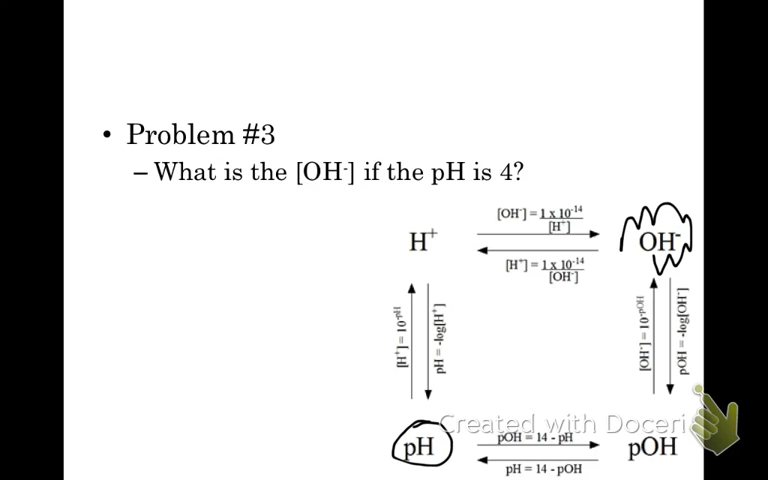 • Problem #3
– What is the [OH-] if the pH is 4?
[OH-] = 1 x 10-14
[H+]
H+
OH-
[H+] = 1 x 10-14
[OH-]
[H+] = 10-pH
pH = -log[H+]
[OH-] = 10-pOH
pOH = -log[OH-]
Created with Doceri
pH
pOH = 14 - pH
pOH
pH = 14 - pOH